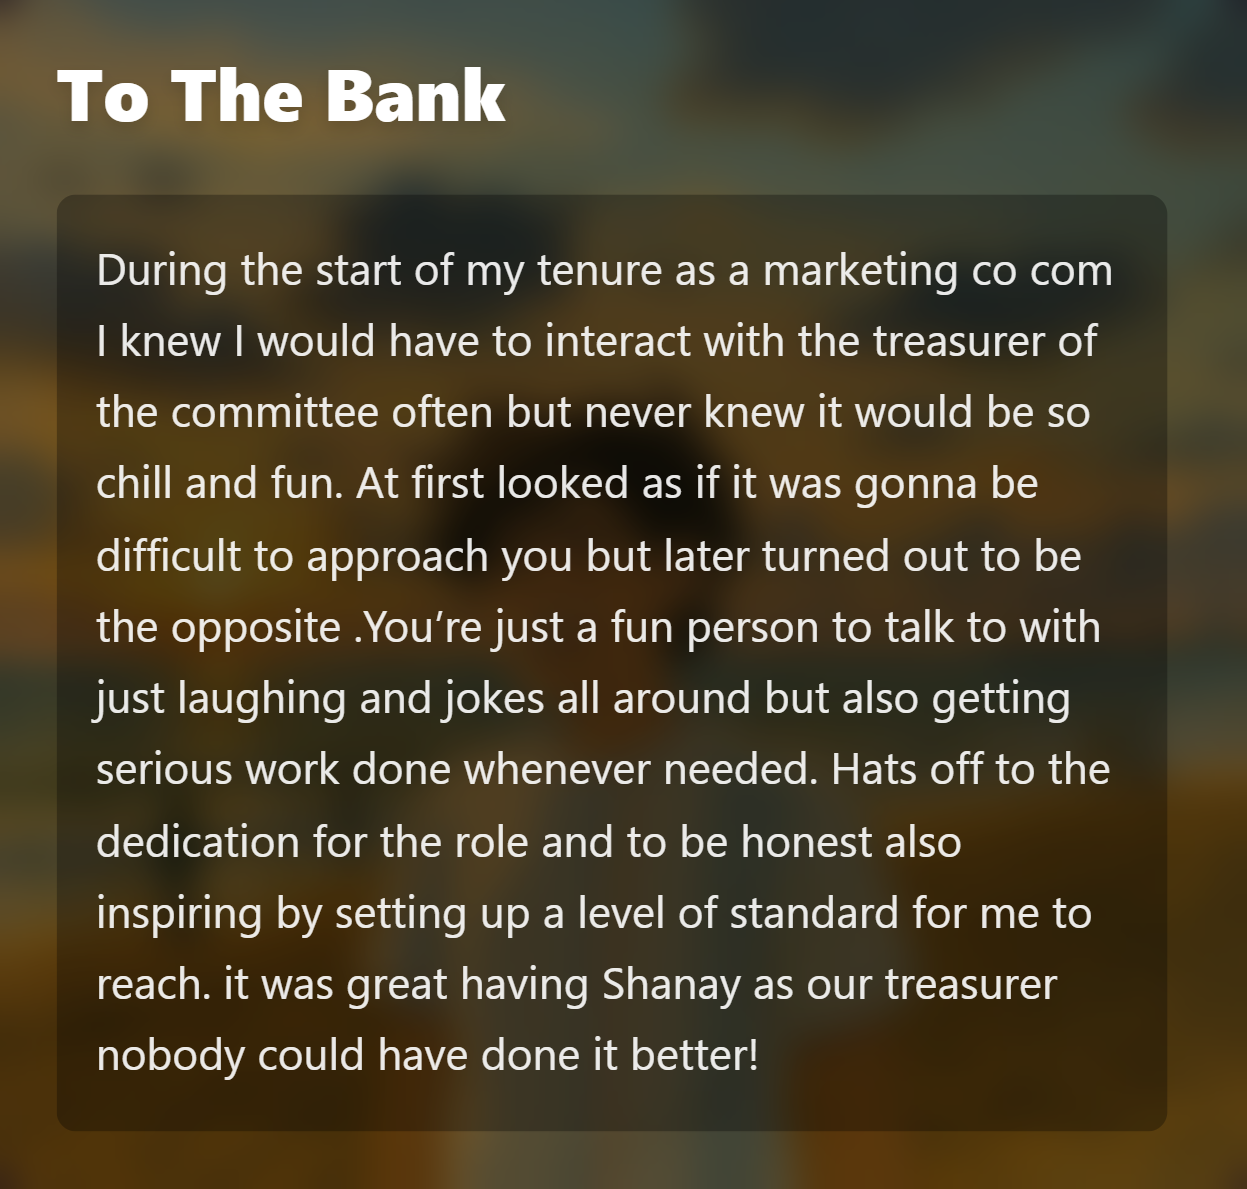 To The Bank
During the start of my tenure as a marketing co com
I knew I would have to interact with the treasurer of
the committee often but never knew it would be so
chill and fun. At first looked as if it was gonna be
difficult to approach you but later turned out to be
the opposite .You’re just a fun person to talk to with
just laughing and jokes all around but also getting
serious work done whenever needed. Hats off to the
dedication for the role and to be honest also
inspiring by setting up a level of standard for me to
reach. it was great having Shanay as our treasurer
nobody could have done it better!